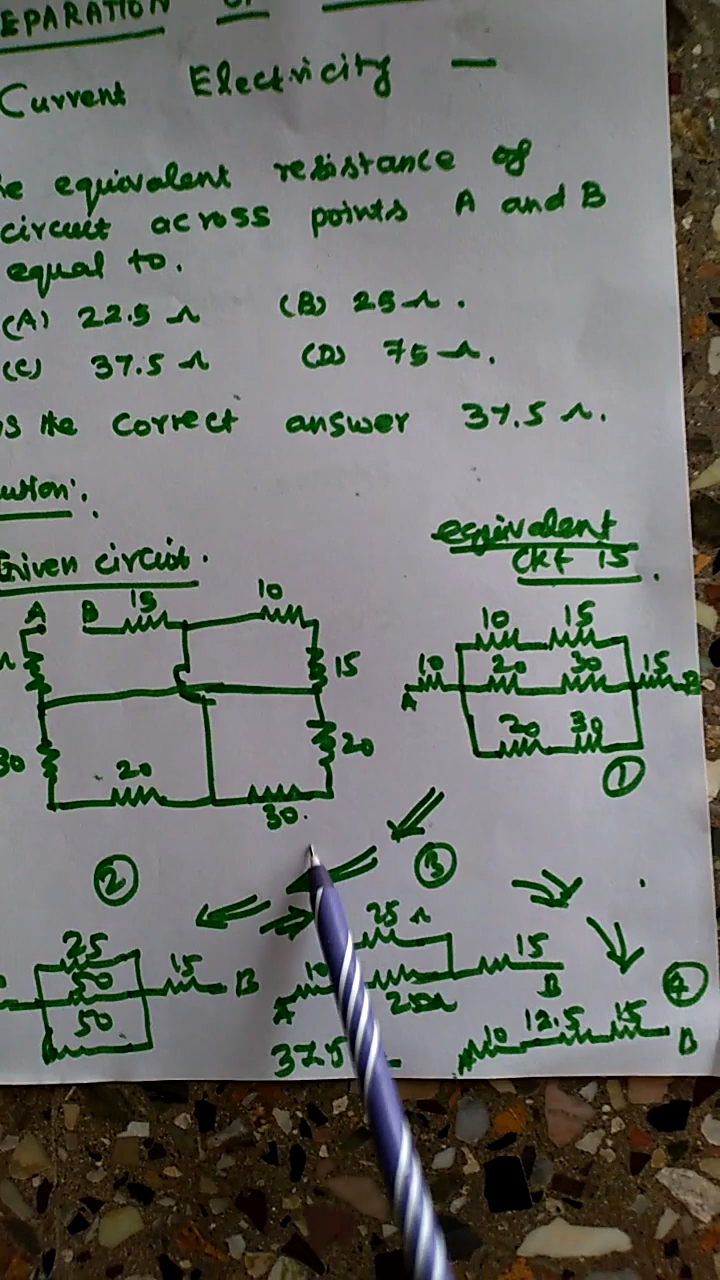 EPARATION OF
Current Electricity —
he equivalent resistance of
circuit across points A and B
equal to.
(A) 22.5 Ω (B) 25 Ω.
(C) 37.5 Ω (D) 75 Ω.
is the correct answer 37.5 Ω.
ution:
Given circuit.
equivalent
Ckt is
A B 15 10
15
30 20 20
30.
10 15
10 20 30 15
A B
20 30
1
2 3
25
50 15 B
50
25 Ω
10 15
A B
37.5
4
10 12.5 15
A B